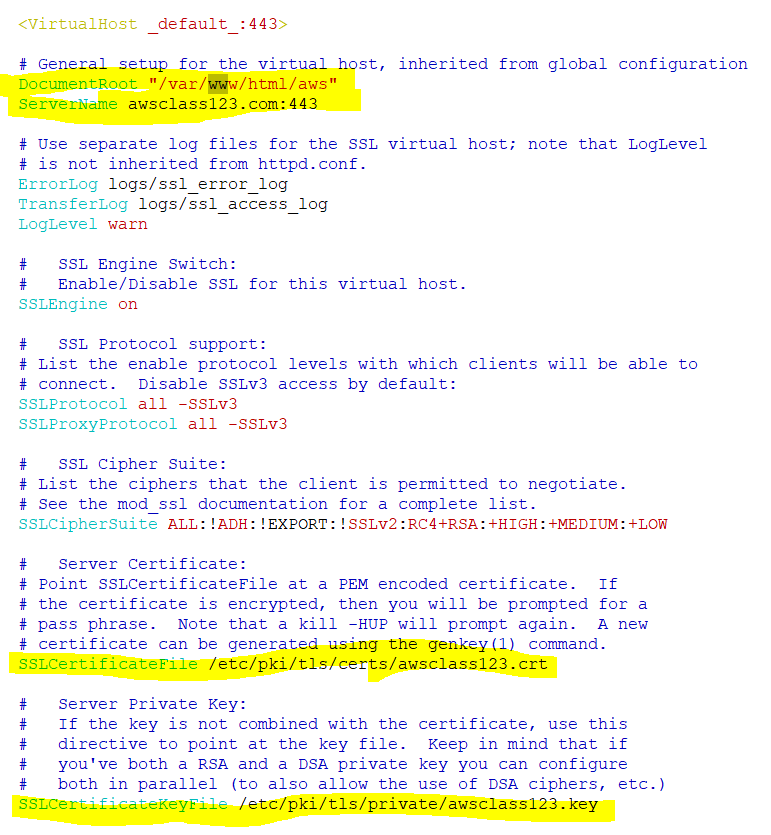 <VirtualHost _default_:443>
# General setup for the virtual host, inherited from global configuration
DocumentRoot "/var/www/html/aws"
ServerName awsclass123.com:443
# Use separate log files for the SSL virtual host; note that LogLevel
# is not inherited from httpd.conf.
ErrorLog logs/ssl_error_log
TransferLog logs/ssl_access_log
LogLevel warn
#   SSL Engine Switch:
#   Enable/Disable SSL for this virtual host.
SSLEngine on
#   SSL Protocol support:
# List the enable protocol levels with which clients will be able to
# connect.  Disable SSLv3 access by default:
SSLProtocol all -SSLv3
SSLProxyProtocol all -SSLv3
#   SSL Cipher Suite:
# List the ciphers that the client is permitted to negotiate.
# See the mod_ssl documentation for a complete list.
SSLCipherSuite ALL:!ADH:!EXPORT:!SSLv2:RC4+RSA:+HIGH:+MEDIUM:+LOW
#   Server Certificate:
# Point SSLCertificateFile at a PEM encoded certificate.  If
# the certificate is encrypted, then you will be prompted for a
# pass phrase.  Note that a kill -HUP will prompt again.  A new
# certificate can be generated using the genkey(1) command.
SSLCertificateFile /etc/pki/tls/certs/awsclass123.crt
#   Server Private Key:
#   If the key is not combined with the certificate, use this
#   directive to point at the key file.  Keep in mind that if
#   you've both a RSA and a DSA private key you can configure
#   both in parallel (to also allow the use of DSA ciphers, etc.)
SSLCertificateKeyFile /etc/pki/tls/private/awsclass123.key